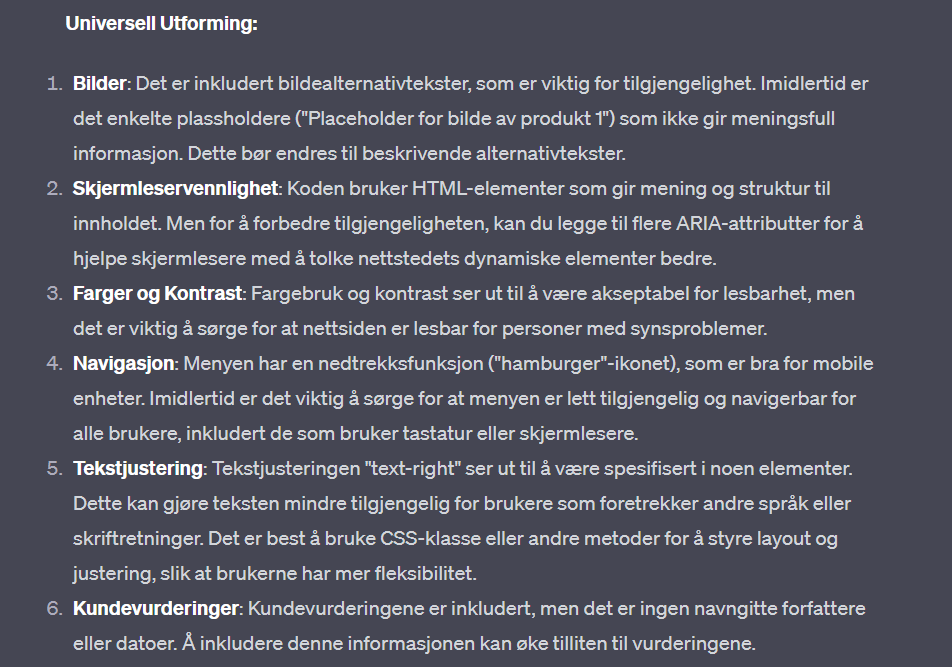 Universell Utforming:
1. Bilder: Det er inkludert bildealternativtekster, som er viktig for tilgjengelighet. Imidlertid er
det enkelte plassholdere ("Placeholder for bilde av produkt 1") som ikke gir meningsfull
informasjon. Dette bør endres til beskrivende alternativtekster.
2. Skjermleservennlighet: Koden bruker HTML-elementer som gir mening og struktur til
innholdet. Men for å forbedre tilgjengeligheten, kan du legge til flere ARIA-attributter for å
hjelpe skjermlesere med å tolke nettstedets dynamiske elementer bedre.
3. Farger og Kontrast: Fargebruk og kontrast ser ut til å være akseptabel for lesbarhet, men
det er viktig å sørge for at nettsiden er lesbar for personer med synsproblemer.
4. Navigasjon: Menyen har en nedtrekksfunksjon ("hamburger"-ikonet), som er bra for mobile
enheter. Imidlertid er det viktig å sørge for at menyen er lett tilgjengelig og navigerbar for
alle brukere, inkludert de som bruker tastatur eller skjermlesere.
5. Tekstjustering: Tekstjusteringen "text-right" ser ut til å være spesifisert i noen elementer.
Dette kan gjøre teksten mindre tilgjengelig for brukere som foretrekker andre språk eller
skriftretninger. Det er best å bruke CSS-klasse eller andre metoder for å styre layout og
justering, slik at brukerne har mer fleksibilitet.
6. Kundevurderinger: Kundevurderingene er inkludert, men det er ingen navngitte forfattere
eller datoer. Å inkludere denne informasjonen kan øke tilliten til vurderingene.